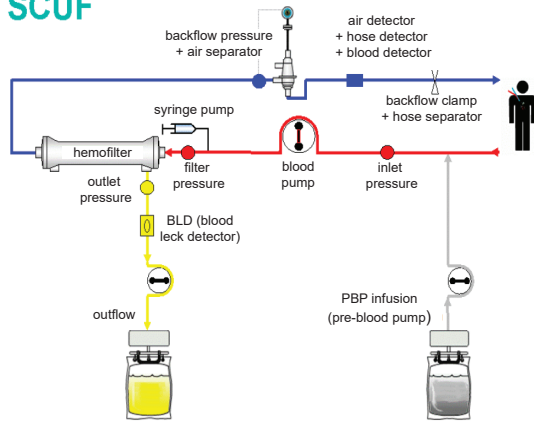 SCUF
backflow pressure
+ air separator
air detector
+ hose detector
+ blood detector
backflow clamp
+ hose separator
syringe pump
hemofilter
filter
pressure
blood
pump
inlet
pressure
outlet
pressure
BLD (blood
leck detector)
PBP infusion
(pre-blood pump)
outflow